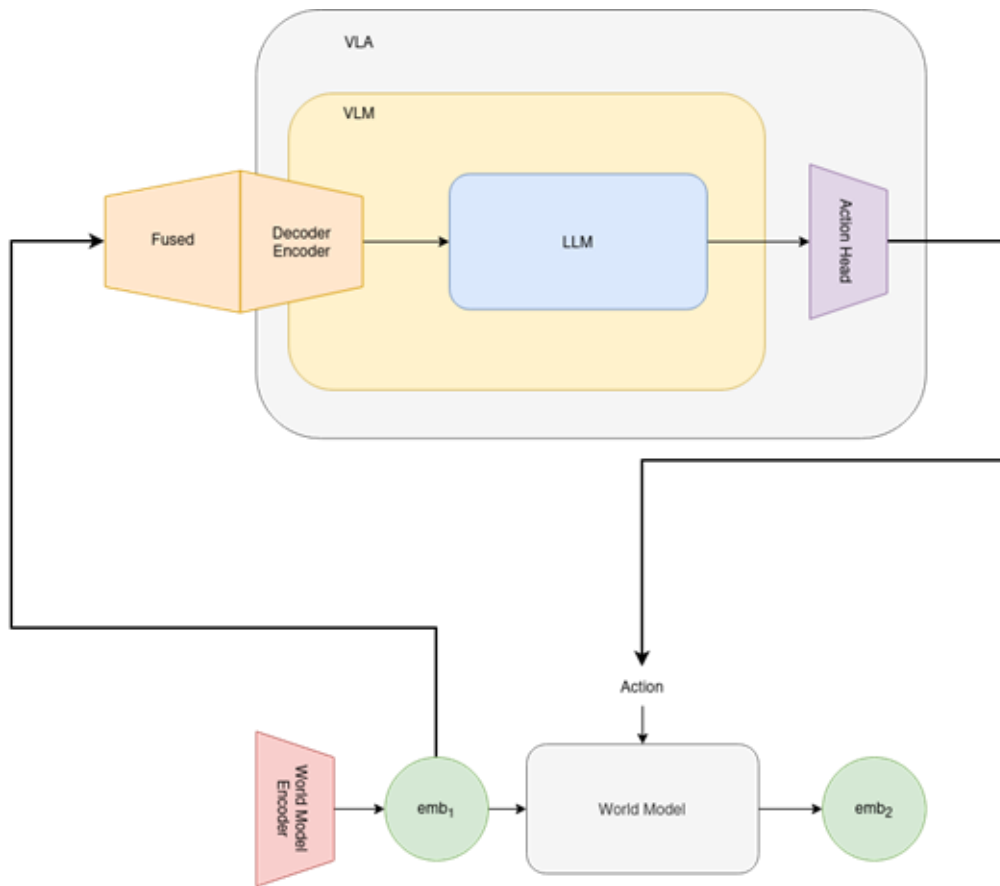 VLA
VLM
Fused
Decoder
Encoder
LLM
Action Head
Action
World Model
Encoder
emb₁
World Model
emb₂